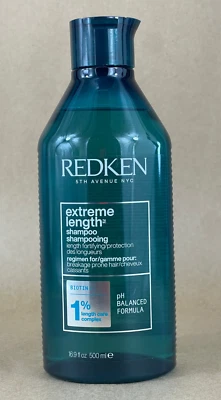 REDKEN
5TH AVENUE NYC
extreme
length™
shampoo
shampooing
length fortifying/protection
des longueurs
regimen for/gamme pour:
breakage prone hair/cheveux
cassants
BIOTIN
1%
length care
complex
pH
BALANCED
FORMULA
16.9 fl.oz 500 ml e